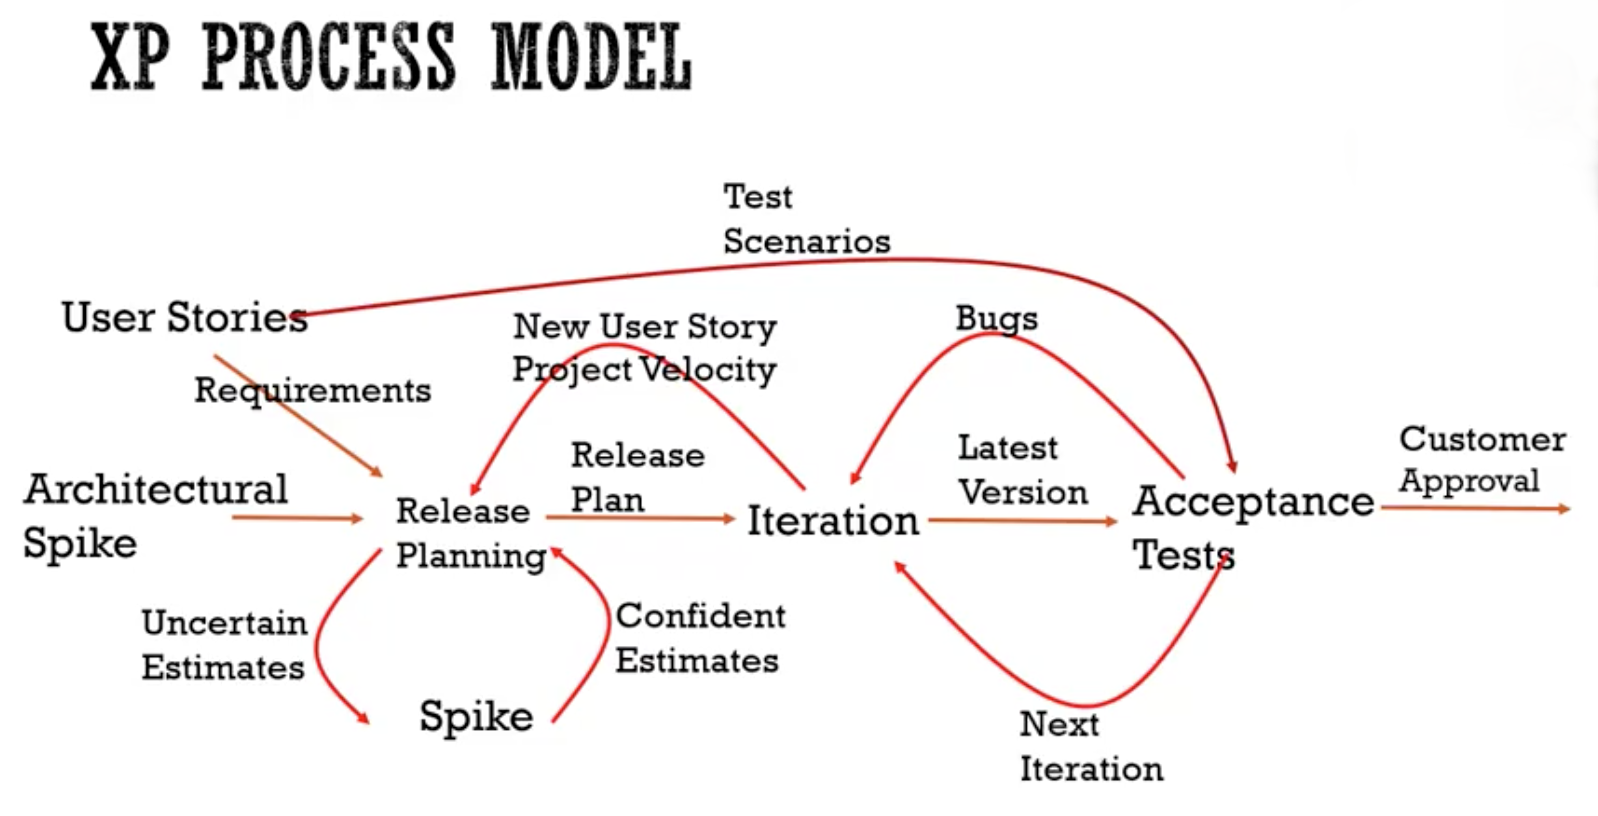 XP PROCESS MODEL
Test
Scenarios
User Stories
New User Story
Project Velocity
Bugs
Requirements
Release
Plan
Latest
Version
Customer
Approval
Architectural
Spike
Release
Planning
Iteration
Acceptance
Tests
Uncertain
Estimates
Confident
Estimates
Spike
Next
Iteration